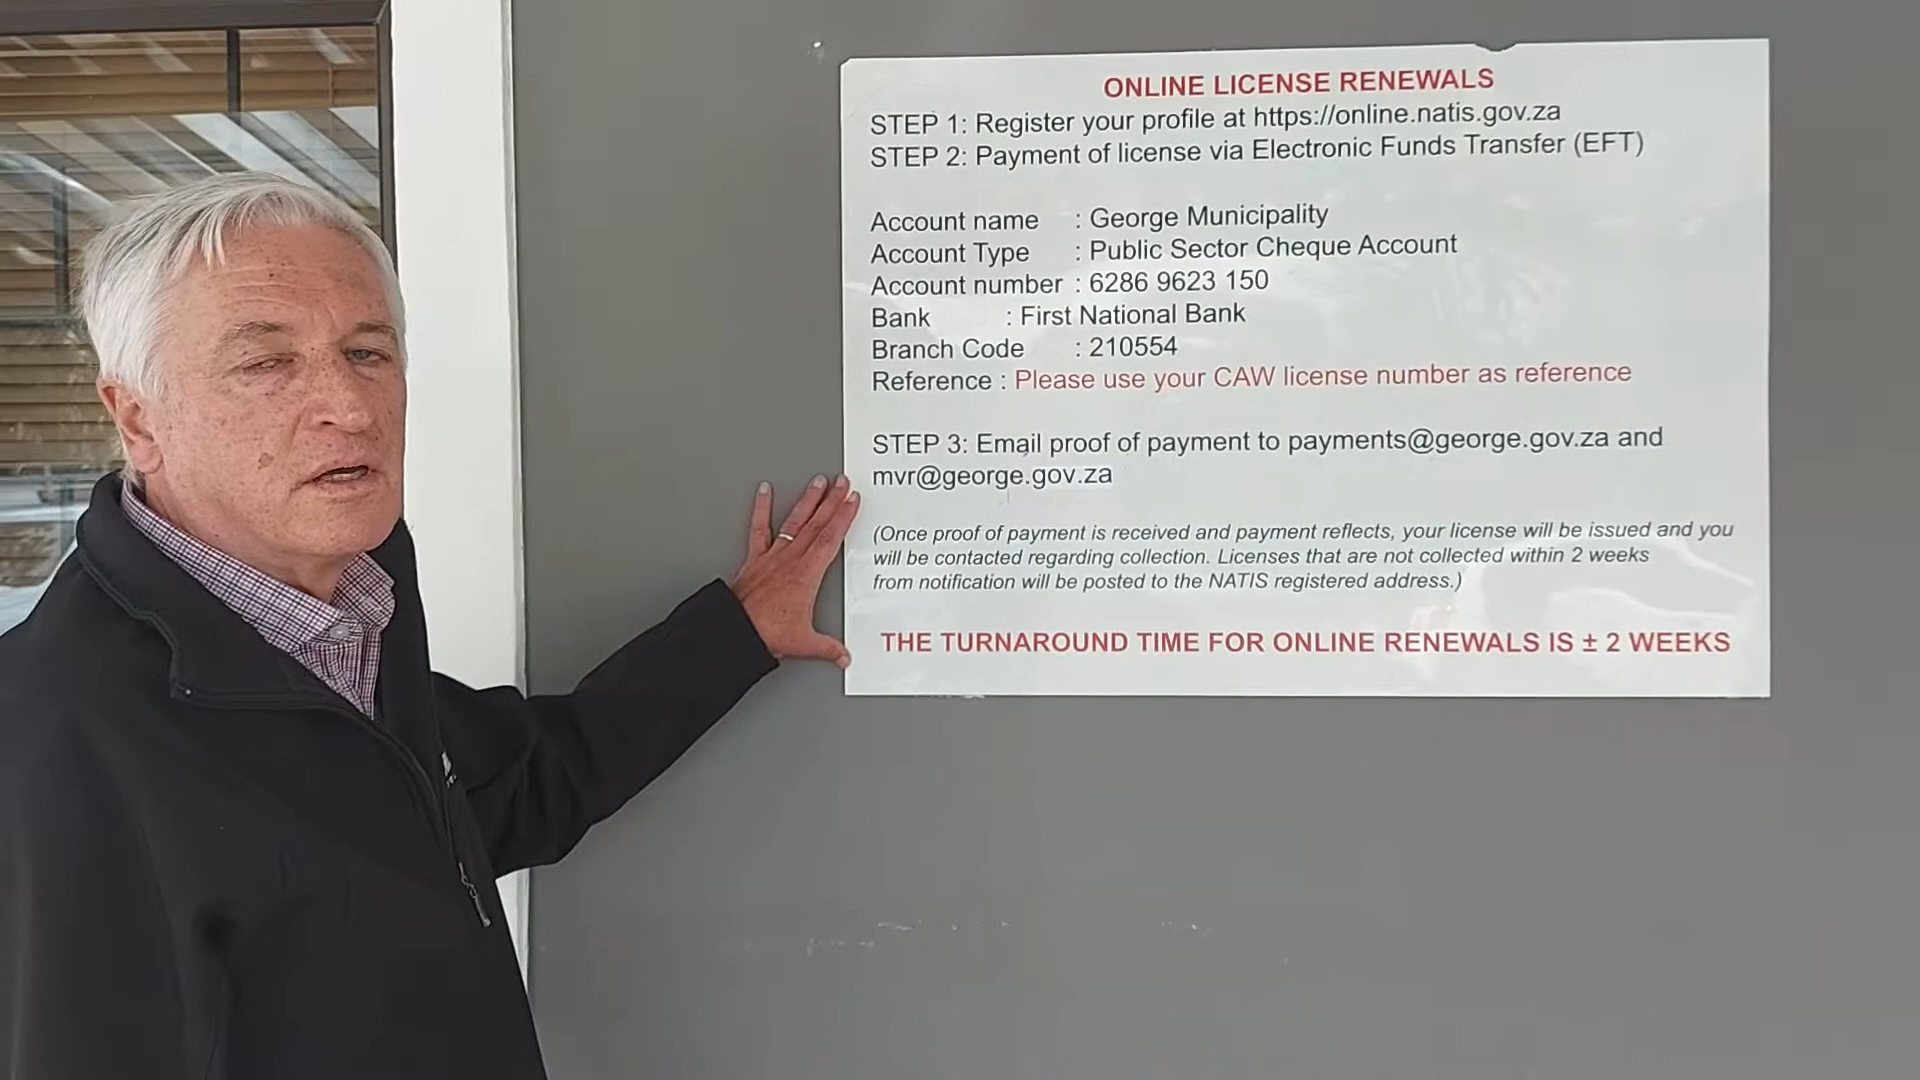 ONLINE LICENSE RENEWALS
STEP 1: Register your profile at https://online.natis.gov.za
STEP 2: Payment of license via Electronic Funds Transfer (EFT)
Account name : George Municipality
Account Type : Public Sector Cheque Account
Account number : 6286 9623 150
Bank : First National Bank
Branch Code : 210554
Reference : Please use your CAW license number as reference
STEP 3: Email proof of payment to payments@george.gov.za and
mvr@george.gov.za
(Once proof of payment is received and payment reflects, your license will be issued and you
will be contacted regarding collection. Licenses that are not collected within 2 weeks
from notification will be posted to the NATIS registered address.)
THE TURNAROUND TIME FOR ONLINE RENEWALS IS ± 2 WEEKS